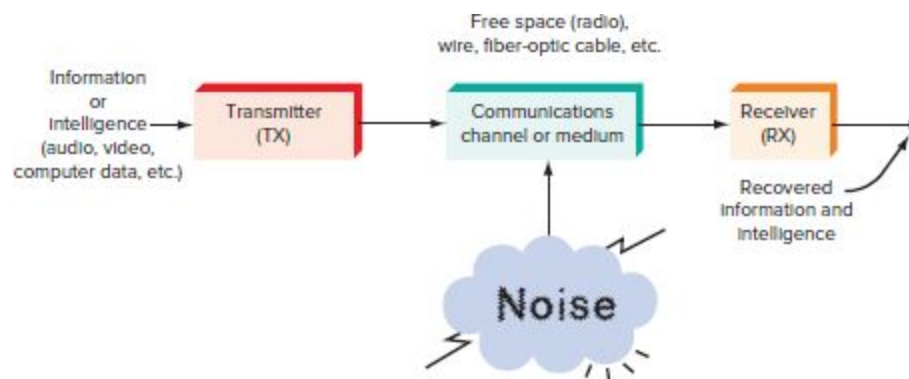 Free space (radio),
wire, fiber-optic cable, etc.
Information
or
intelligence
(audio, video,
computer data, etc.)
Transmitter
(TX)
Communications
channel or medium
Receiver
(RX)
Recovered
information and
intelligence
Noise